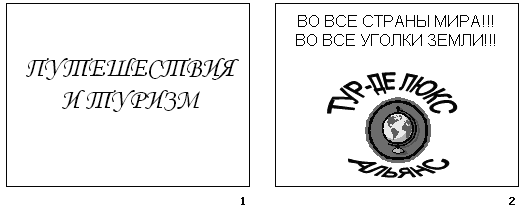 ПУТЕШЕСТВИЯ
И ТУРИЗМ
1
ВО ВСЕ СТРАНЫ МИРА!!!
ВО ВСЕ УГОЛКИ ЗЕМЛИ!!!
ТУР-ДЕ ЛЮКС
АЛЬЯНС
2